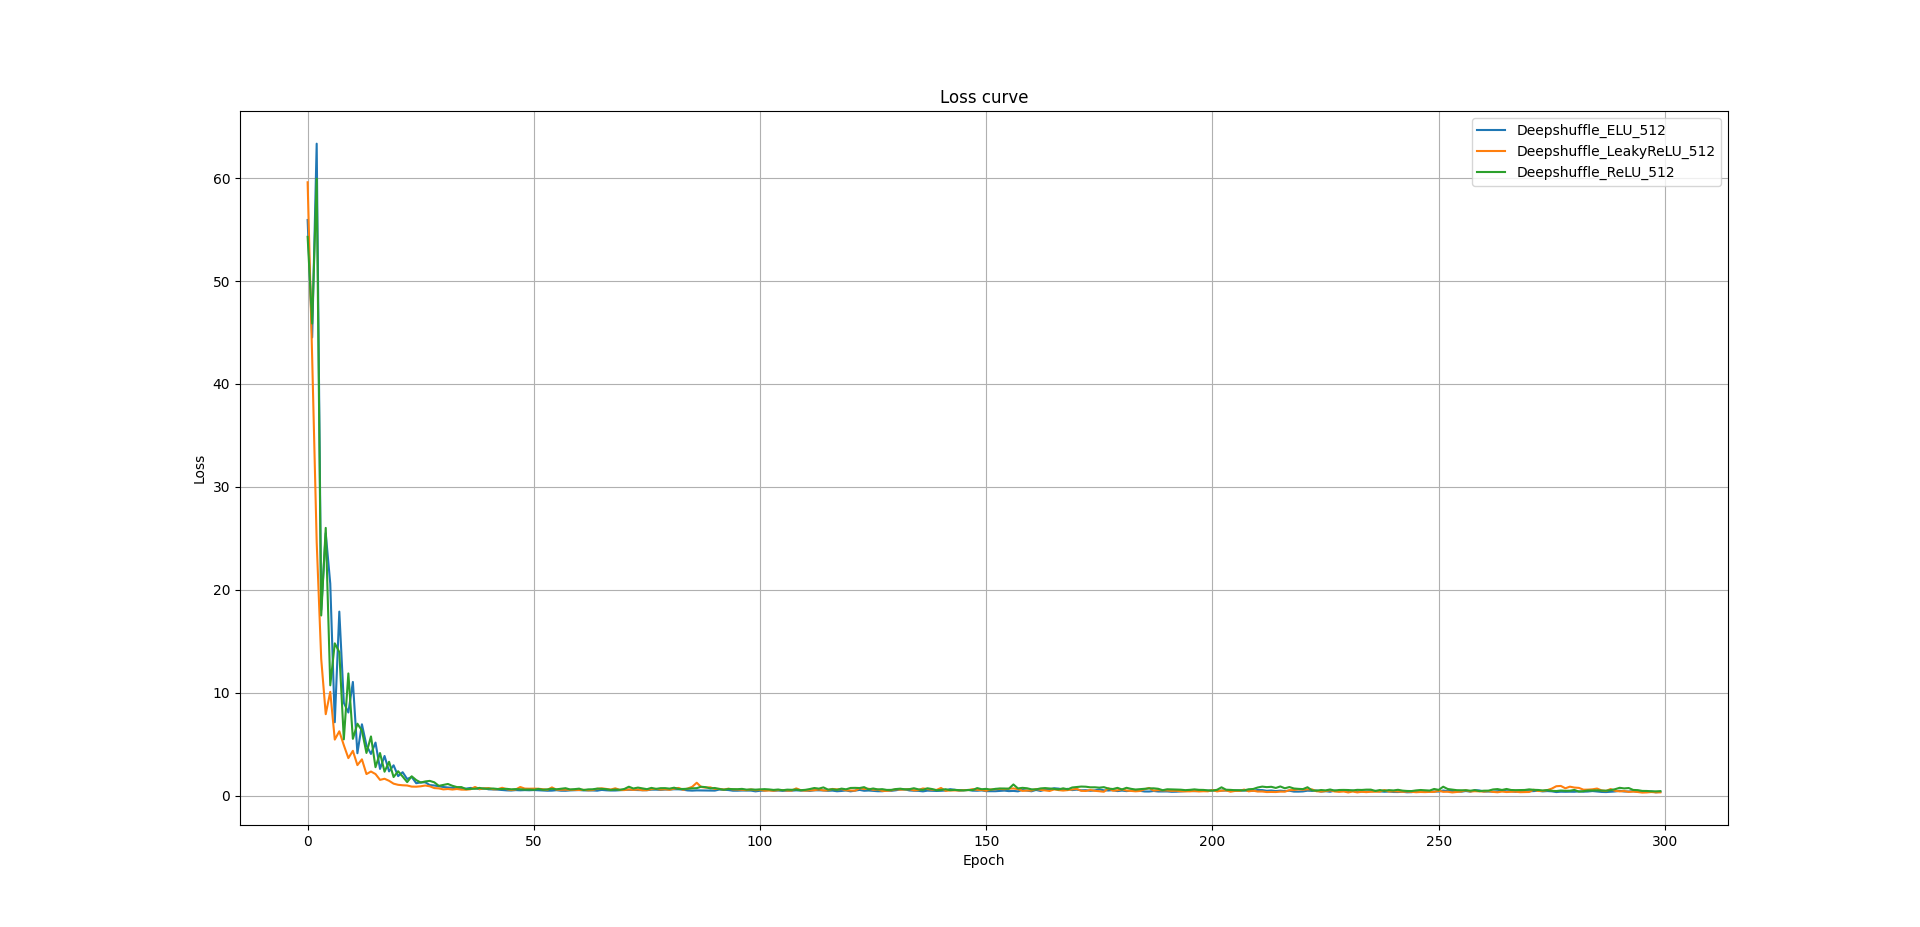 Loss curve
Deepshuffle_ELU_512
Deepshuffle_LeakyReLU_512
Deepshuffle_ReLU_512
60
50
40
30
20
10
0
Loss
0 50 100 150 200 250 300
Epoch